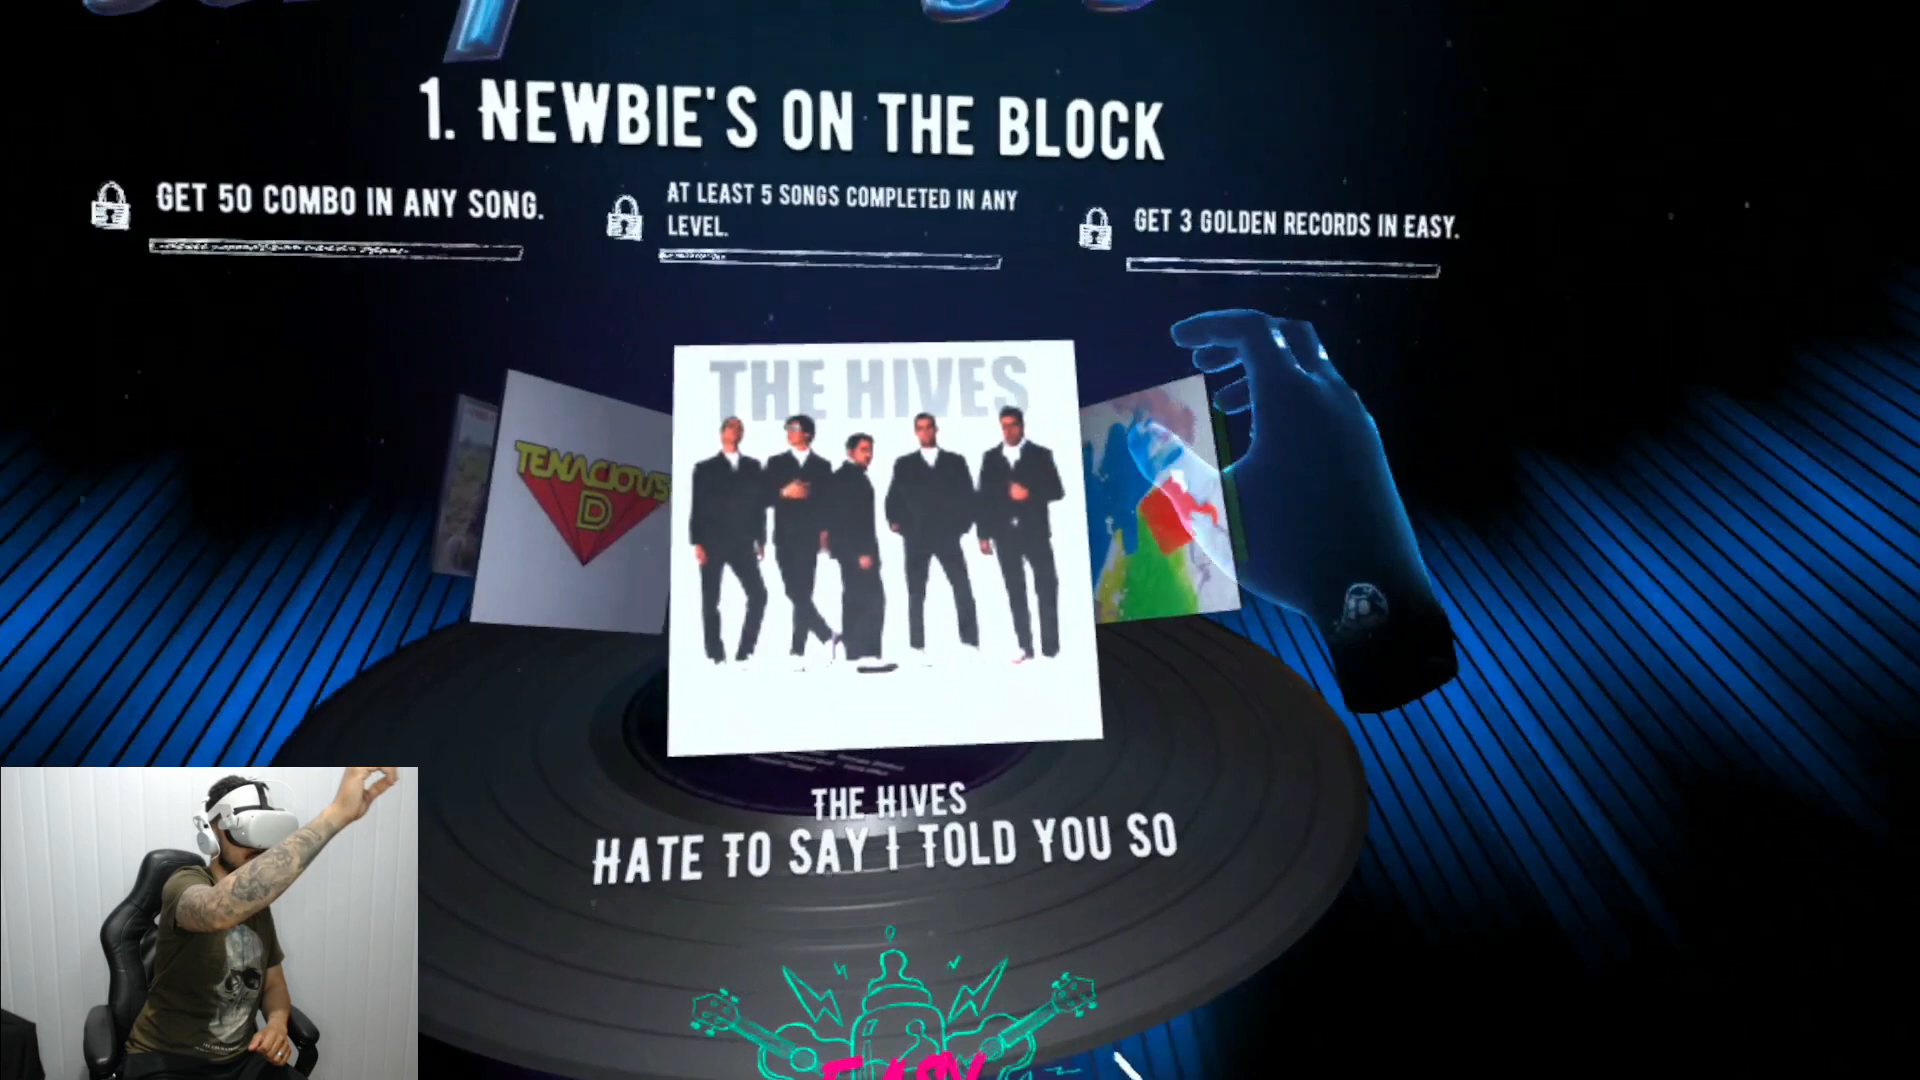 1. NEWBIE'S ON THE BLOCK
GET 50 COMBO IN ANY SONG.
AT LEAST 5 SONGS COMPLETED IN ANY
LEVEL.
GET 3 GOLDEN RECORDS IN EASY.
THE HIVES
TENACIOUS
D
THE HIVES
HATE TO SAY I TOLD YOU SO
EASY